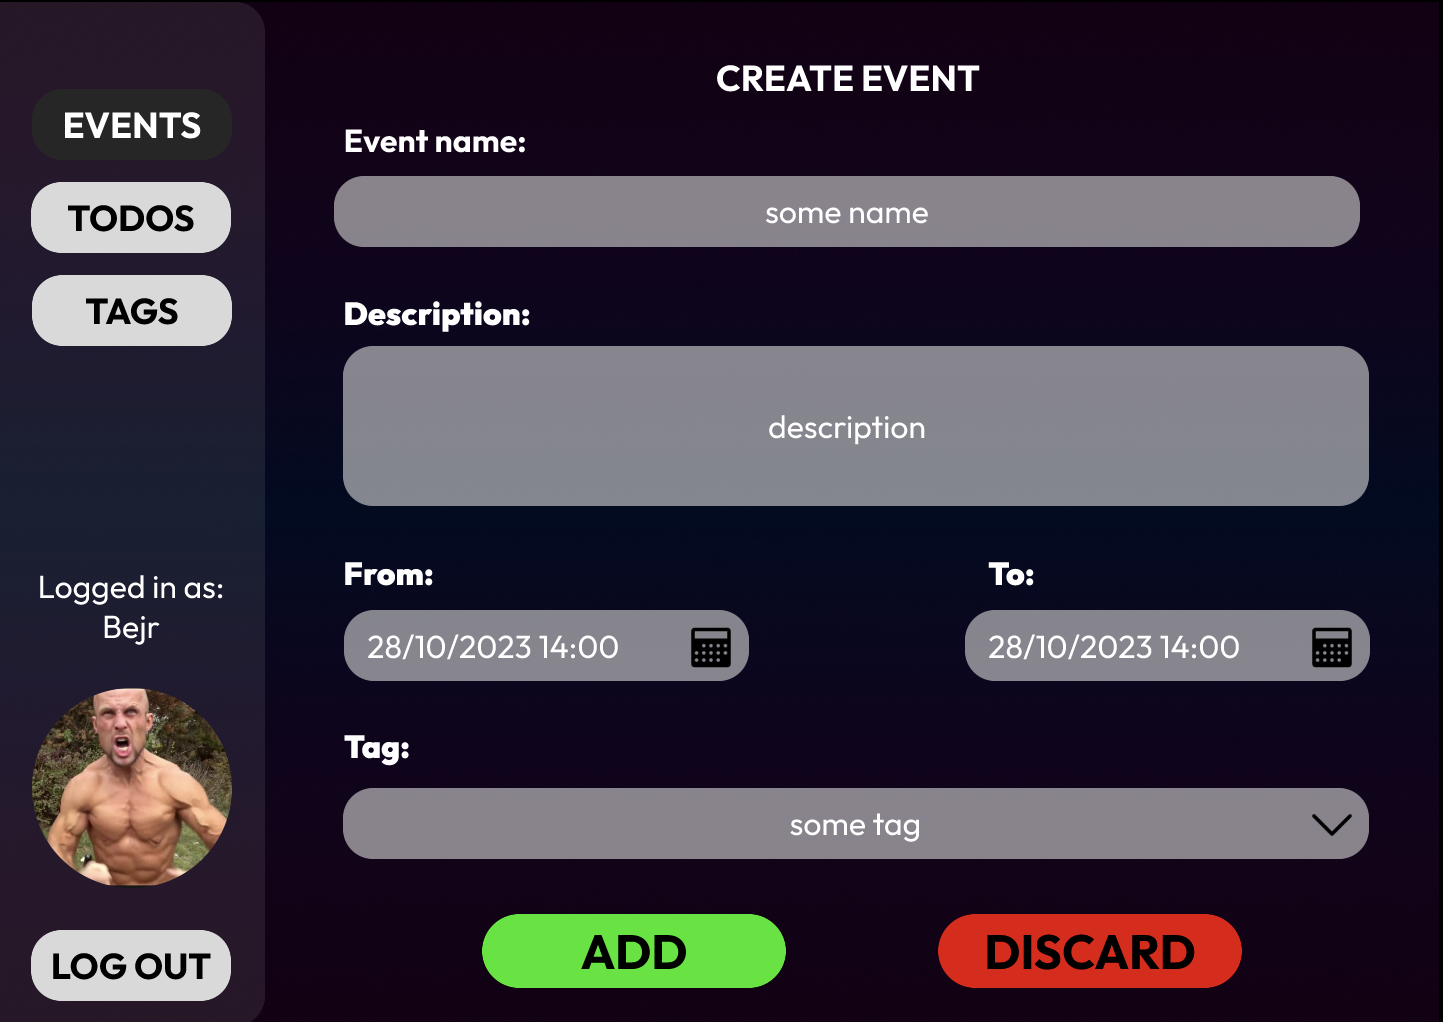 EVENTS
TODOS
TAGS
Logged in as:
Bejr
LOG OUT
CREATE EVENT
Event name:
some name
Description:
description
From:
28/10/2023 14:00
To:
28/10/2023 14:00
Tag:
some tag
ADD
DISCARD